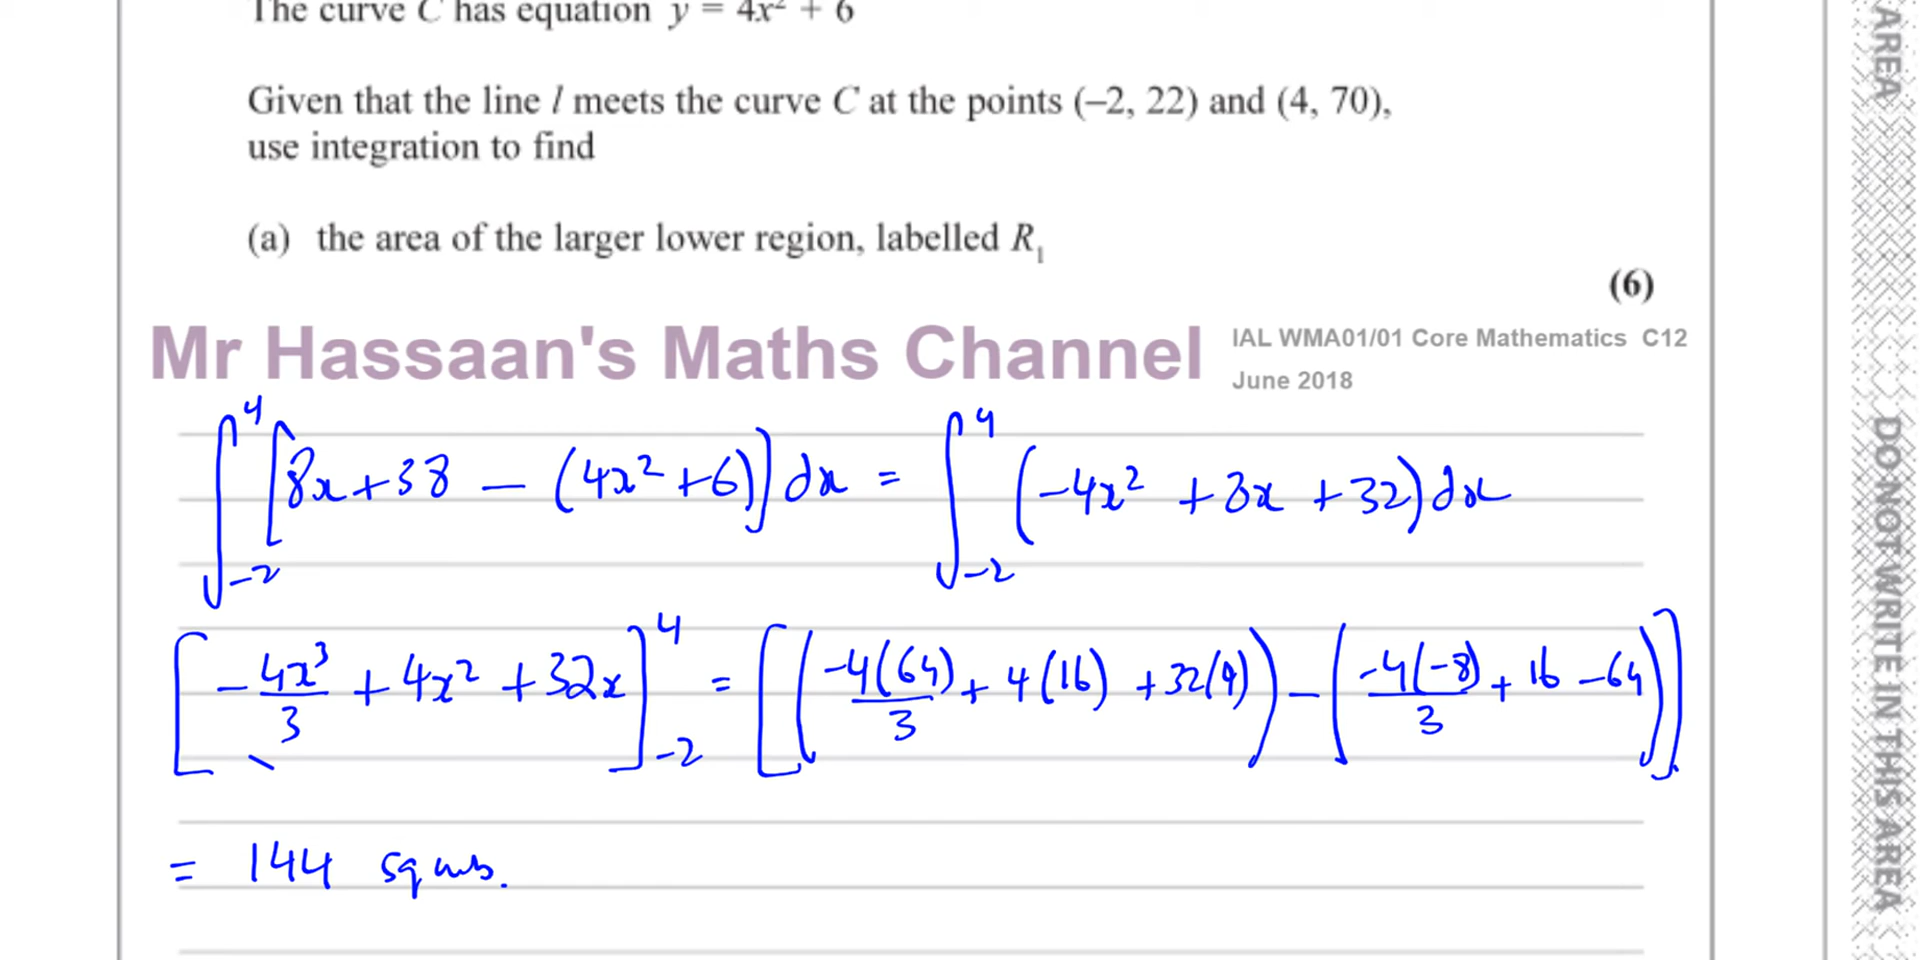 The curve C has equation y = 4x² + 6
Given that the line l meets the curve C at the points (–2, 22) and (4, 70),
use integration to find
(a) the area of the larger lower region, labelled R₁
(6)
Mr Hassaan's Maths Channel
IAL WMA01/01 Core Mathematics C12
June 2018
∫₋₂⁴ [8x + 38 − (4x² + 6)] dx = ∫₋₂⁴ (−4x² + 8x + 32) dx
[−4x³/3 + 4x² + 32x]₋₂⁴ = [(−4(64)/3 + 4(16) + 32(4)) − (−4(−8)/3 + 16 − 64)]
= 144 sq uns.
AREA
DO NOT WRITE IN THIS AREA